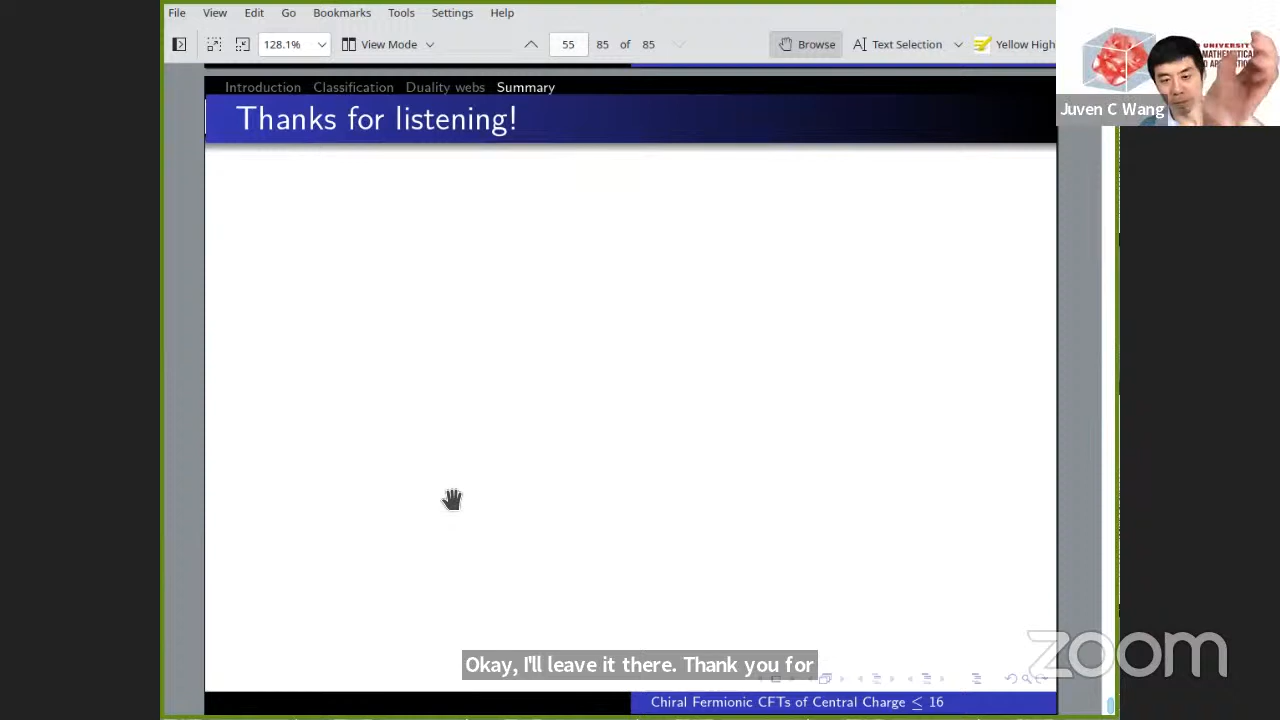 File View Edit Go Bookmarks Tools Settings Help
128.1% View Mode 55 85 of 85 Browse Text Selection Yellow High
UNIVERSITY
MATHEMATICA
Juven C Wang
Introduction Classification Duality webs Summary
Thanks for listening!
Okay, I'll leave it there. Thank you for
zoom
Chiral Fermionic CFTs of Central Charge ≤ 16